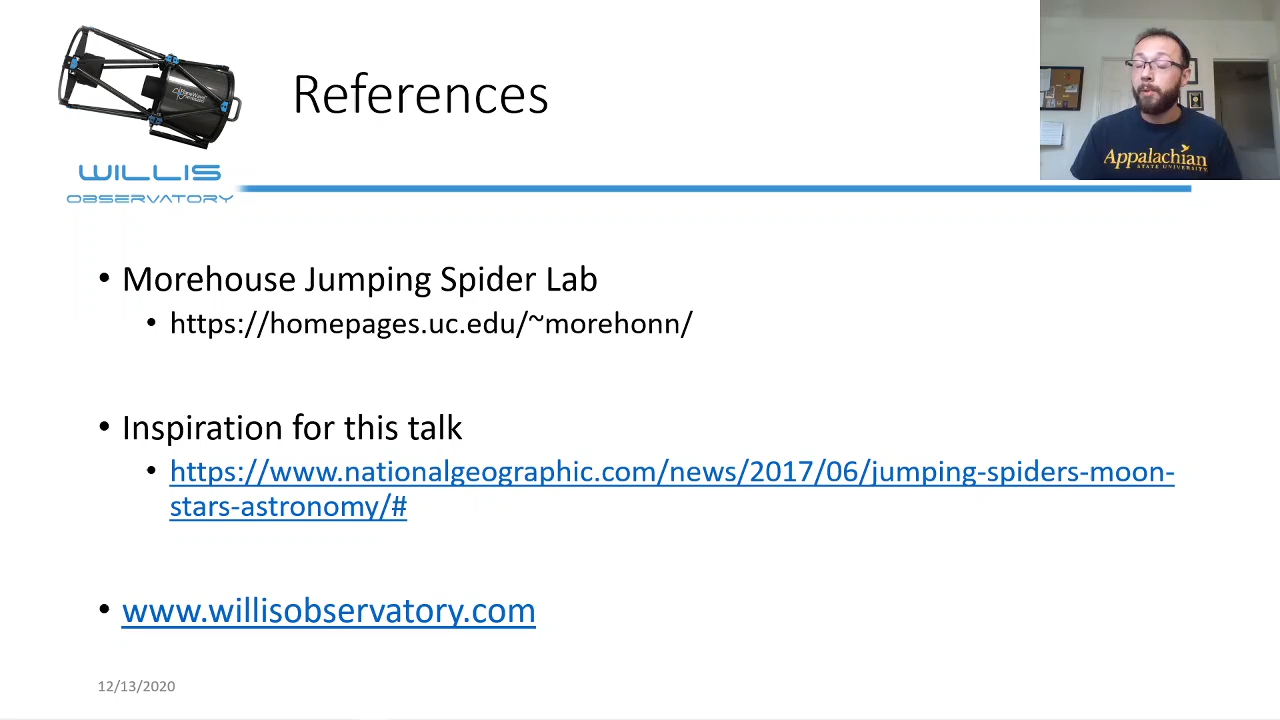 References
WILLIS
OBSERVATORY
Appalachian
STATE UNIVERSITY
• Morehouse Jumping Spider Lab
• https://homepages.uc.edu/~morehonn/
• Inspiration for this talk
• https://www.nationalgeographic.com/news/2017/06/jumping-spiders-moon-
stars-astronomy/#
• www.willisobservatory.com
12/13/2020